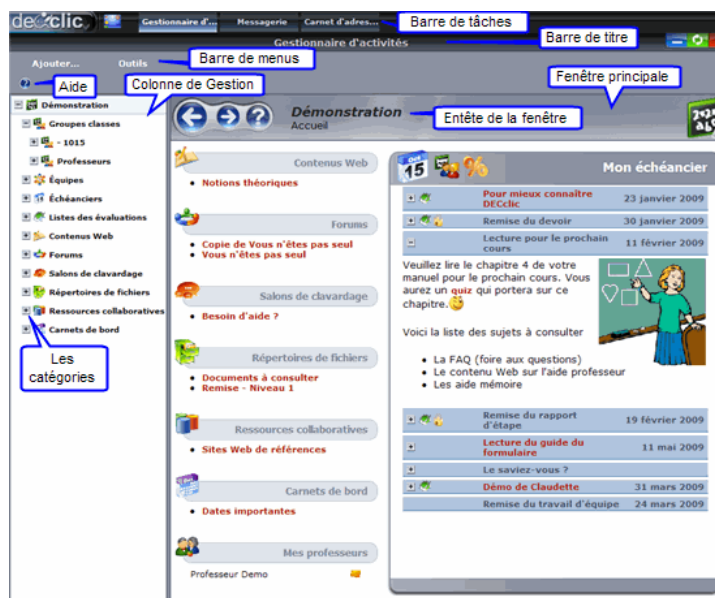 decclic
Gestionnaire d'...
Messagerie
Carnet d'adres...
Barre de tâches
Gestionnaire d'activités
Barre de titre
Ajouter...
Outils
Barre de menus
Aide
Colonne de Gestion
Fenêtre principale
Démonstration
Accueil
Entête de la fenêtre
Démonstration
Groupes classes
- 1015
Professeurs
Équipes
Échéanciers
Listes des évaluations
Contenus Web
Forums
Salons de clavardage
Répertoires de fichiers
Ressources collaboratives
Carnets de bord
Les
catégories
Contenus Web
• Notions théoriques
Forums
• Copie de Vous n'êtes pas seul
• Vous n'êtes pas seul
Salons de clavardage
• Besoin d'aide ?
Répertoires de fichiers
• Documents à consulter
• Remise - Niveau 1
Ressources collaboratives
• Sites Web de références
Carnets de bord
• Dates importantes
Mes professeurs
Professeur Demo
Oct
15
Mon échéancier
Pour mieux connaître
DECclic
23 janvier 2009
Remise du devoir
30 janvier 2009
Lecture pour le prochain
cours
11 février 2009
Veuillez lire le chapitre 4 de votre
manuel pour le prochain cours. Vous
aurez un quiz qui portera sur ce
chapitre.
Voici la liste des sujets à consulter
• La FAQ (foire aux questions)
• Le contenu Web sur l'aide professeur
• Les aide mémoire
Remise du rapport
d'étape
19 février 2009
Lecture du guide du
formulaire
11 mai 2009
Le saviez-vous ?
Démo de Claudette
31 mars 2009
Remise du travail d'équipe
24 mars 2009